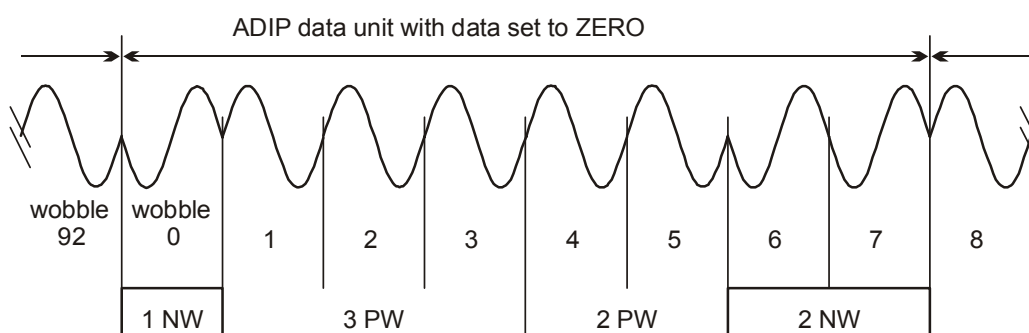 ADIP data unit with data set to ZERO
wobble wobble
92 0 1 2 3 4 5 6 7 8
1 NW 3 PW 2 PW 2 NW